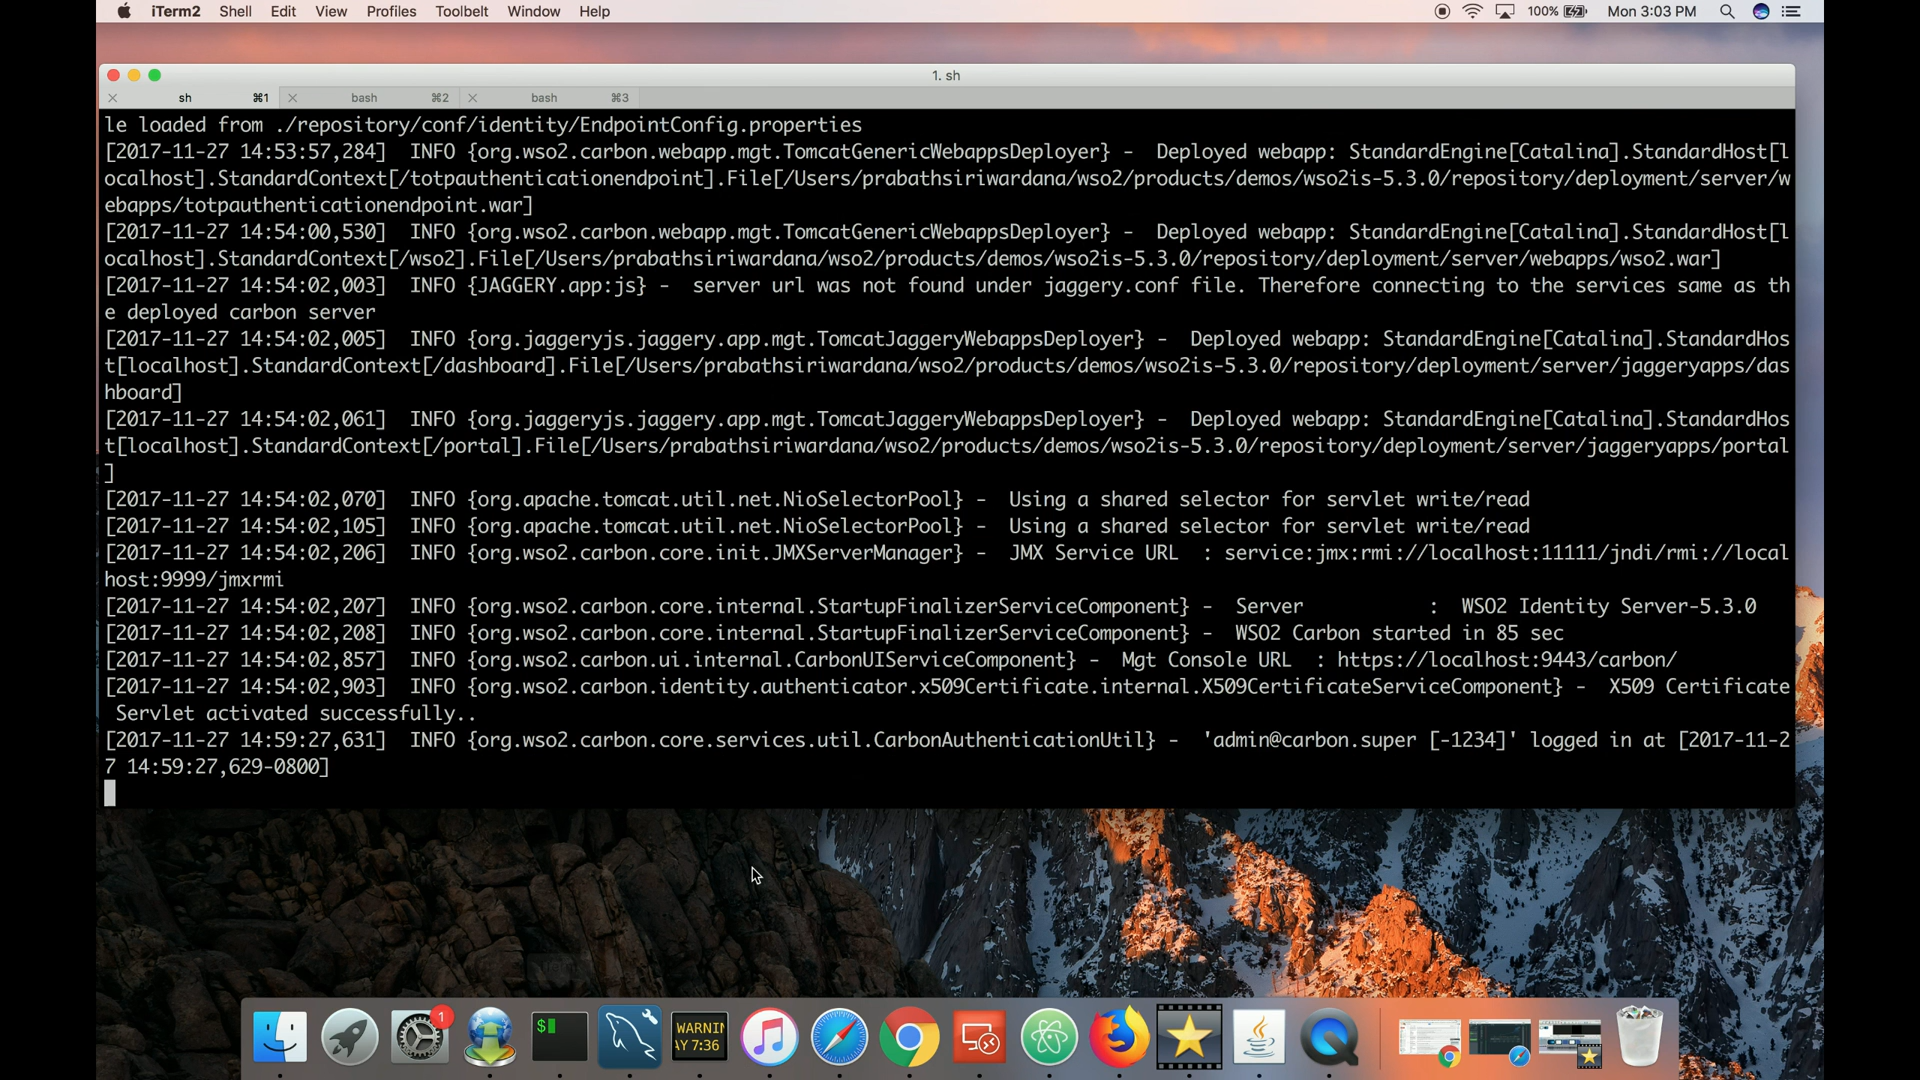 iTerm2 Shell Edit View Profiles Toolbelt Window Help 100% Mon 3:03 PM
1. sh
sh ⌘1 bash ⌘2 bash ⌘3
le loaded from ./repository/conf/identity/EndpointConfig.properties
[2017-11-27 14:53:57,284]  INFO {org.wso2.carbon.webapp.mgt.TomcatGenericWebappsDeployer} -  Deployed webapp: StandardEngine[Catalina].StandardHost[l
ocalhost].StandardContext[/totpauthenticationendpoint].File[/Users/prabathsiriwardana/wso2/products/demos/wso2is-5.3.0/repository/deployment/server/w
ebapps/totpauthenticationendpoint.war]
[2017-11-27 14:54:00,530]  INFO {org.wso2.carbon.webapp.mgt.TomcatGenericWebappsDeployer} -  Deployed webapp: StandardEngine[Catalina].StandardHost[l
ocalhost].StandardContext[/wso2].File[/Users/prabathsiriwardana/wso2/products/demos/wso2is-5.3.0/repository/deployment/server/webapps/wso2.war]
[2017-11-27 14:54:02,003]  INFO {JAGGERY.app:js} -  server url was not found under jaggery.conf file. Therefore connecting to the services same as th
e deployed carbon server
[2017-11-27 14:54:02,005]  INFO {org.jaggeryjs.jaggery.app.mgt.TomcatJaggeryWebappsDeployer} -  Deployed webapp: StandardEngine[Catalina].StandardHos
t[localhost].StandardContext[/dashboard].File[/Users/prabathsiriwardana/wso2/products/demos/wso2is-5.3.0/repository/deployment/server/jaggeryapps/das
hboard]
[2017-11-27 14:54:02,061]  INFO {org.jaggeryjs.jaggery.app.mgt.TomcatJaggeryWebappsDeployer} -  Deployed webapp: StandardEngine[Catalina].StandardHos
t[localhost].StandardContext[/portal].File[/Users/prabathsiriwardana/wso2/products/demos/wso2is-5.3.0/repository/deployment/server/jaggeryapps/portal
]
[2017-11-27 14:54:02,070]  INFO {org.apache.tomcat.util.net.NioSelectorPool} -  Using a shared selector for servlet write/read
[2017-11-27 14:54:02,105]  INFO {org.apache.tomcat.util.net.NioSelectorPool} -  Using a shared selector for servlet write/read
[2017-11-27 14:54:02,206]  INFO {org.wso2.carbon.core.init.JMXServerManager} -  JMX Service URL  : service:jmx:rmi://localhost:11111/jndi/rmi://local
host:9999/jmxrmi
[2017-11-27 14:54:02,207]  INFO {org.wso2.carbon.core.internal.StartupFinalizerServiceComponent} -  Server           :  WSO2 Identity Server-5.3.0
[2017-11-27 14:54:02,208]  INFO {org.wso2.carbon.core.internal.StartupFinalizerServiceComponent} -  WSO2 Carbon started in 85 sec
[2017-11-27 14:54:02,857]  INFO {org.wso2.carbon.ui.internal.CarbonUIServiceComponent} -  Mgt Console URL  : https://localhost:9443/carbon/
[2017-11-27 14:54:02,903]  INFO {org.wso2.carbon.identity.authenticator.x509Certificate.internal.X509CertificateServiceComponent} -  X509 Certificate
 Servlet activated successfully..
[2017-11-27 14:59:27,631]  INFO {org.wso2.carbon.core.services.util.CarbonAuthenticationUtil} -  'admin@carbon.super [-1234]' logged in at [2017-11-2
7 14:59:27,629-0800]
1
$
WARNIN
AY 7:36